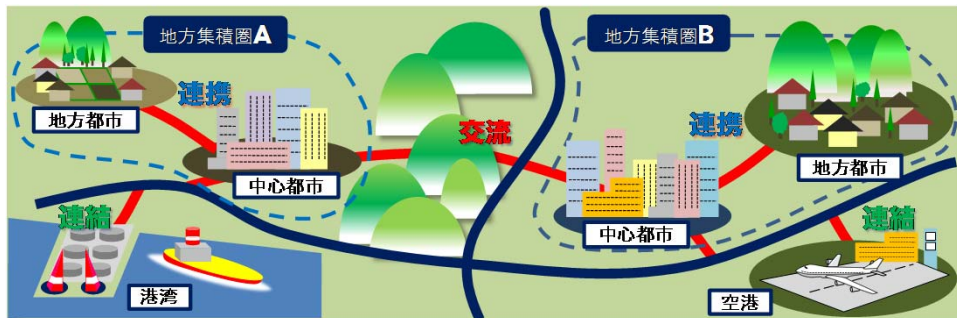 地方集積圏A
地方集積圏B
連携
地方都市
中心都市
交流
連携
地方都市
中心都市
連結
港湾
連結
空港